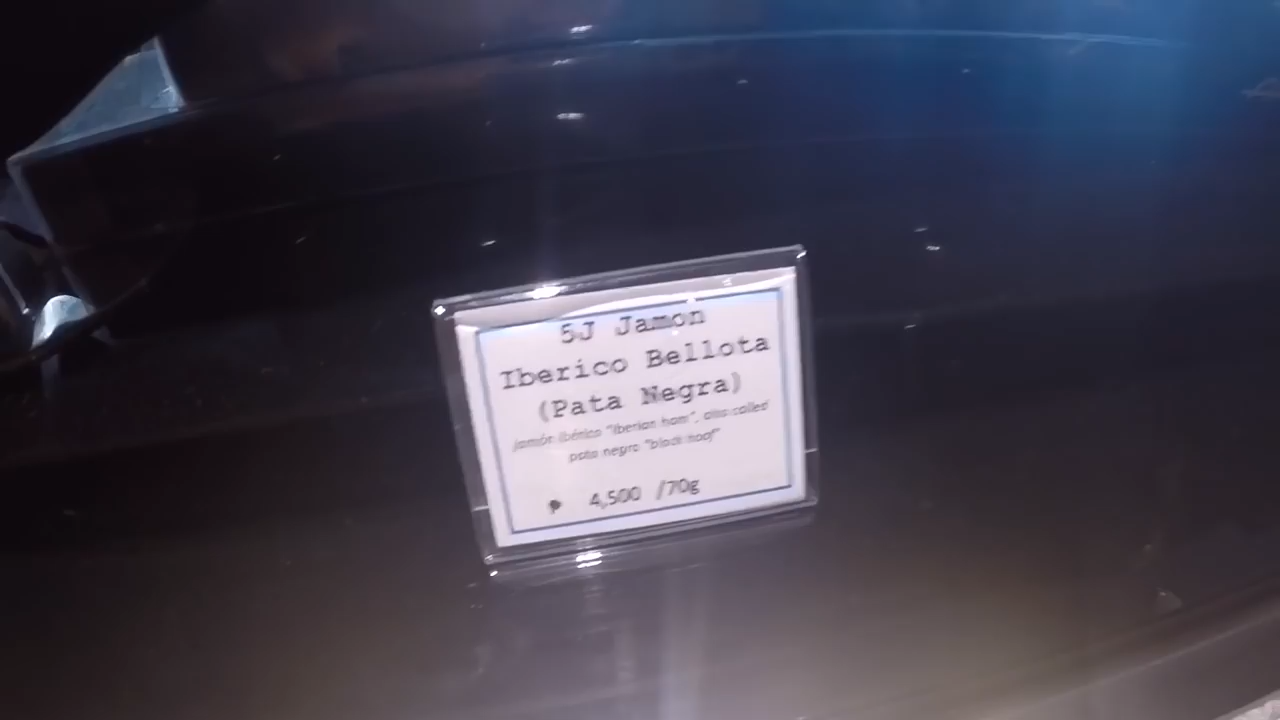 5J Jamon
Iberico Bellota
(Pata Negra)
jamón ibérico "Iberian ham", also called
pata negra "black hoof"
₱ 4,500 /70g